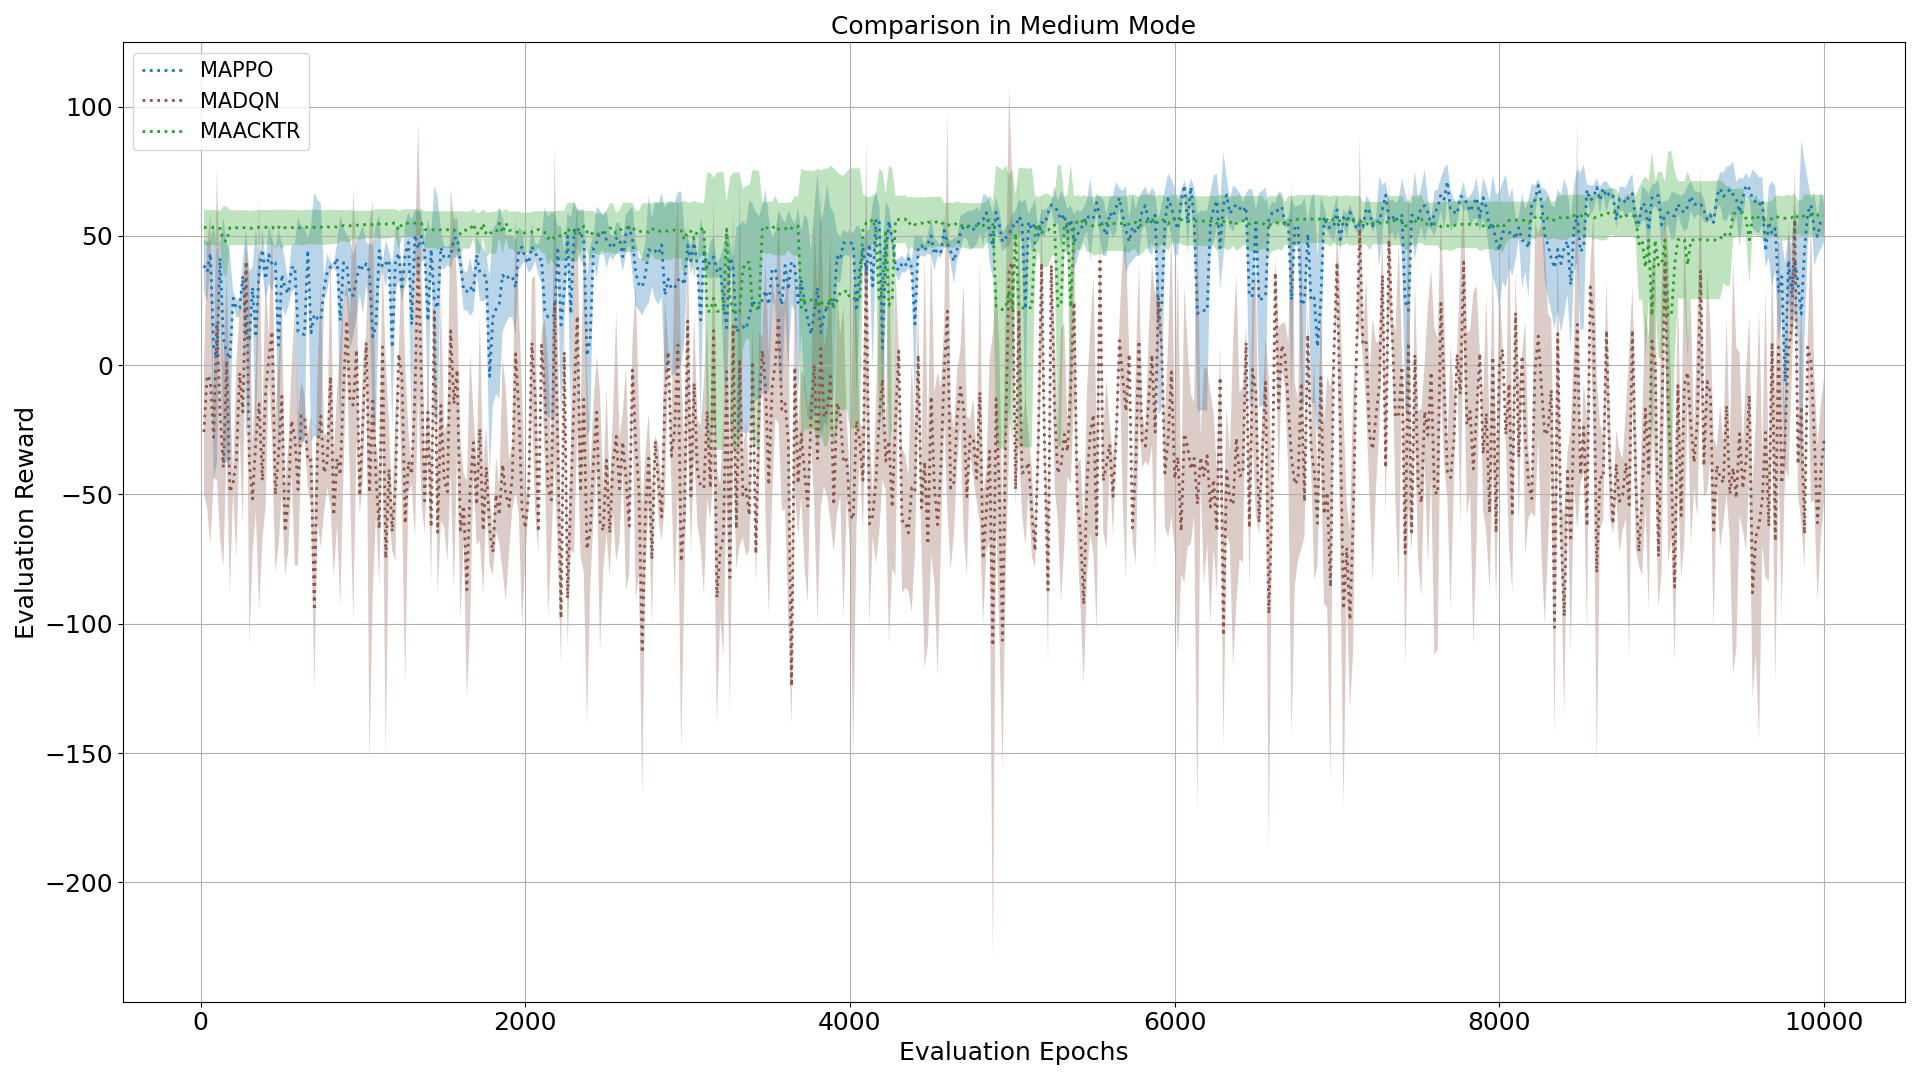 Comparison in Medium Mode
MAPPO
MADQN
MAACKTR
Evaluation Reward
100
50
0
−50
−100
−150
−200
0 2000 4000 6000 8000 10000
Evaluation Epochs